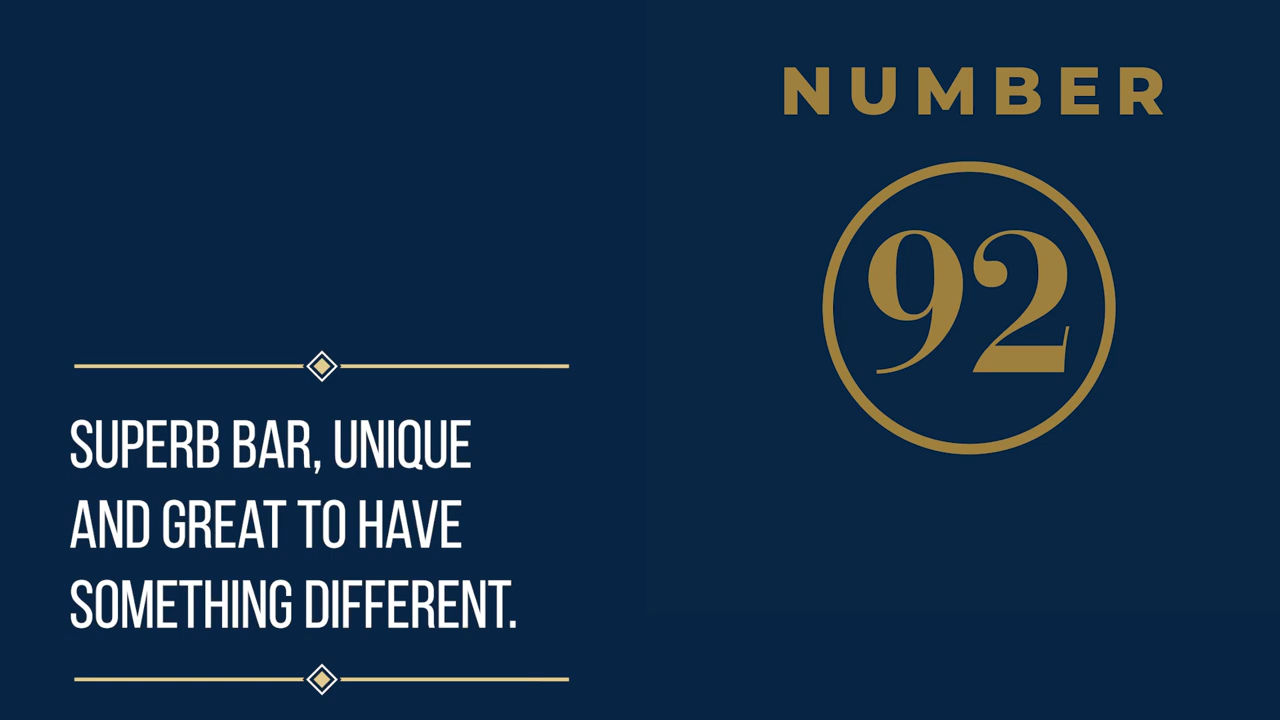 NUMBER
92
SUPERB BAR, UNIQUE
AND GREAT TO HAVE
SOMETHING DIFFERENT.